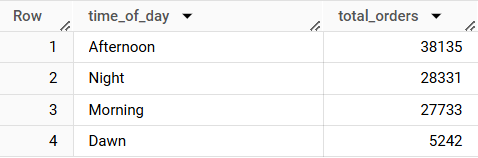 Row time_of_day total_orders
1 Afternoon 38135
2 Night 28331
3 Morning 27733
4 Dawn 5242